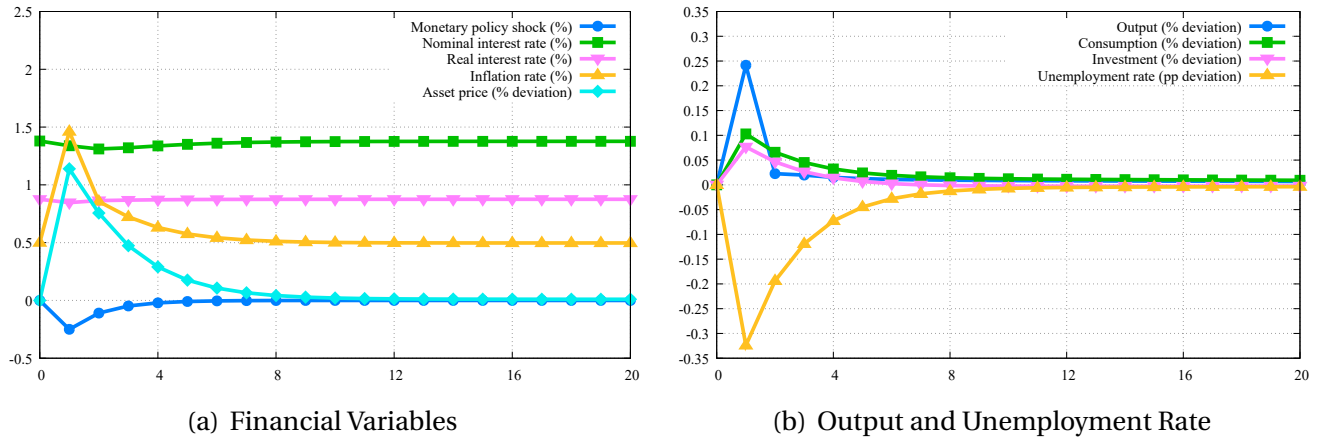 2.5
2
1.5
1
0.5
0
-0.5
0 4 8 12 16 20
Monetary policy shock (%)
Nominal interest rate (%)
Real interest rate (%)
Inflation rate (%)
Asset price (% deviation)
(a) Financial Variables
0.35
0.3
0.25
0.2
0.15
0.1
0.05
0
-0.05
-0.1
-0.15
-0.2
-0.25
-0.3
-0.35
0 4 8 12 16 20
Output (% deviation)
Consumption (% deviation)
Investment (% deviation)
Unemployment rate (pp deviation)
(b) Output and Unemployment Rate